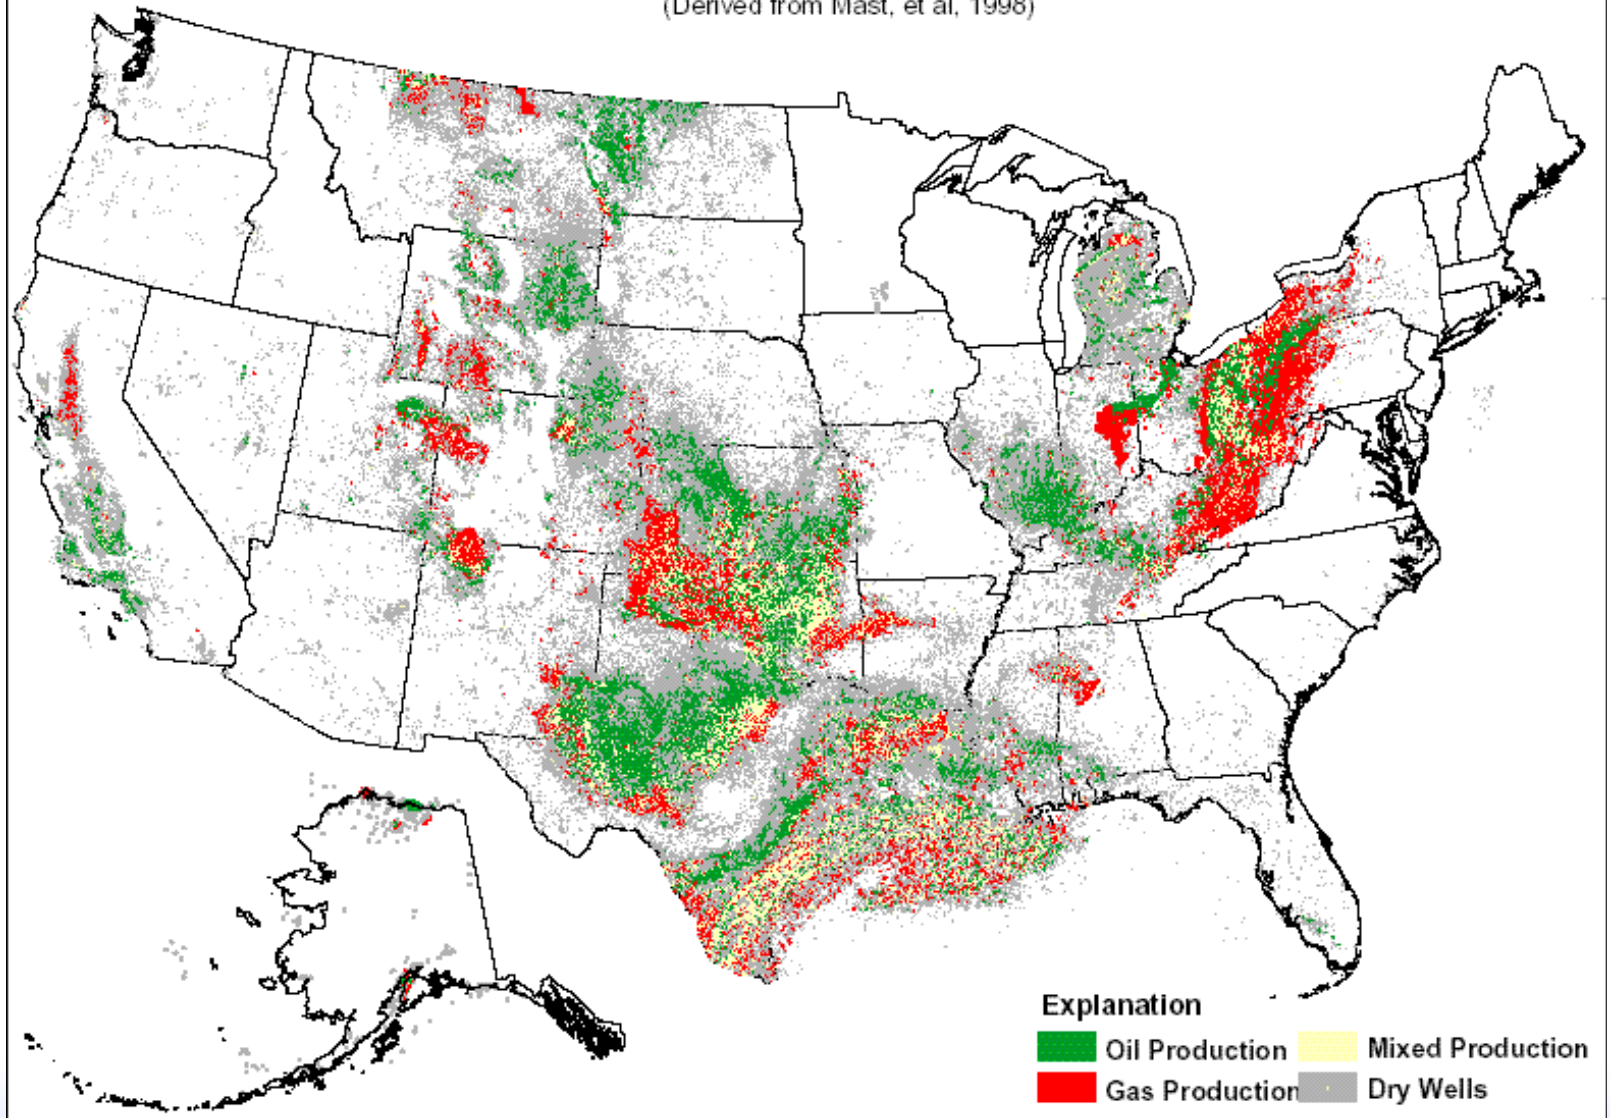 (Derived from Mast, et al, 1998)
Explanation
Oil Production Mixed Production
Gas Production Dry Wells